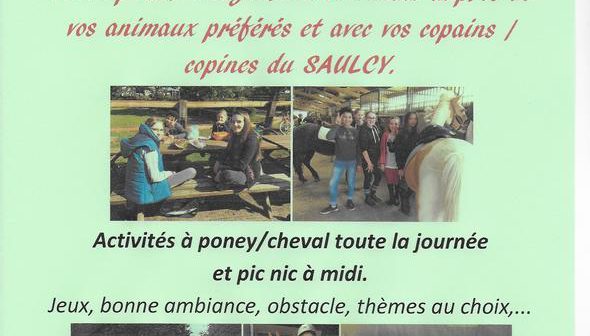 vos animaux préférés et avec vos copains /
copines du SAULCY.
Activités à poney/cheval toute la journée
et pic nic à midi.
Jeux, bonne ambiance, obstacle, thèmes au choix,...